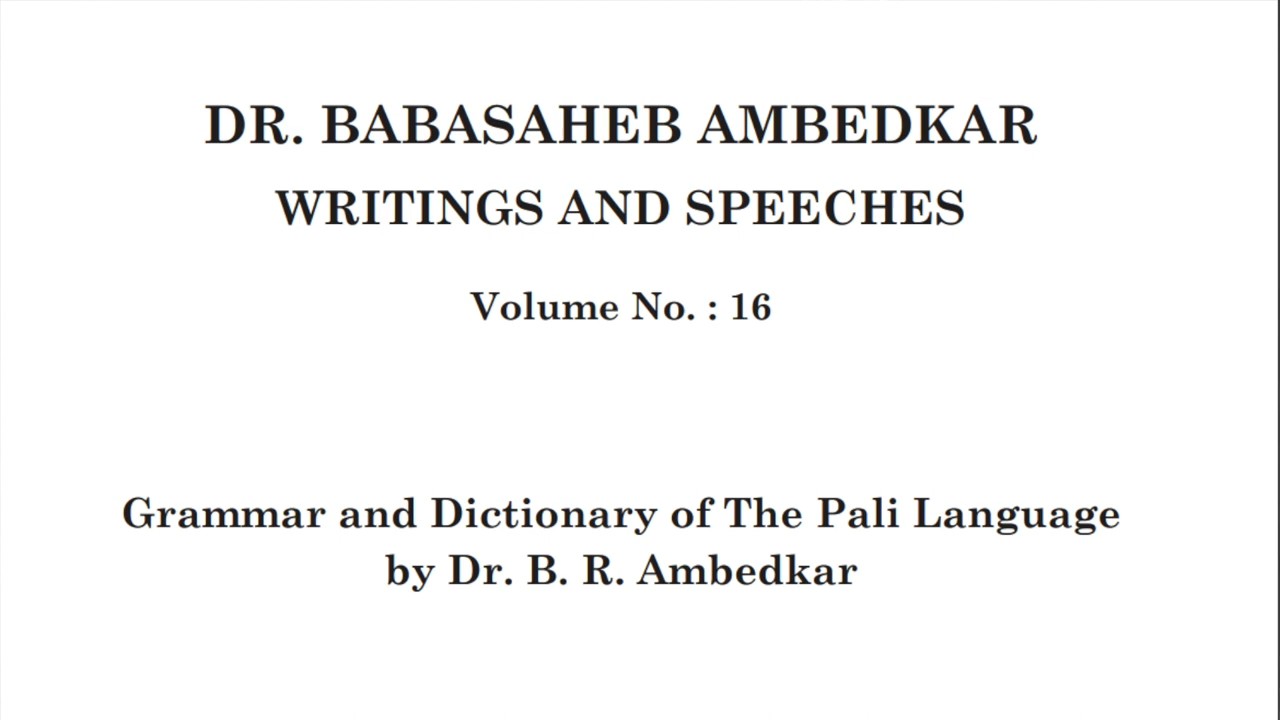 DR. BABASAHEB AMBEDKAR
WRITINGS AND SPEECHES
Volume No. : 16
Grammar and Dictionary of The Pali Language
by Dr. B. R. Ambedkar